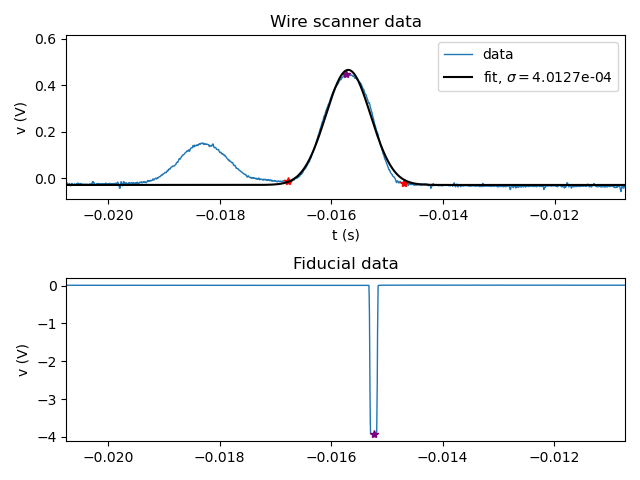 Wire scanner data
0.6
0.4
0.2
0.0
v (V)
data
fit, σ = 4.0127e-04
−0.020
−0.018
−0.016
−0.014
−0.012
t (s)
Fiducial data
0
−1
−2
−3
−4
v (V)
−0.020
−0.018
−0.016
−0.014
−0.012